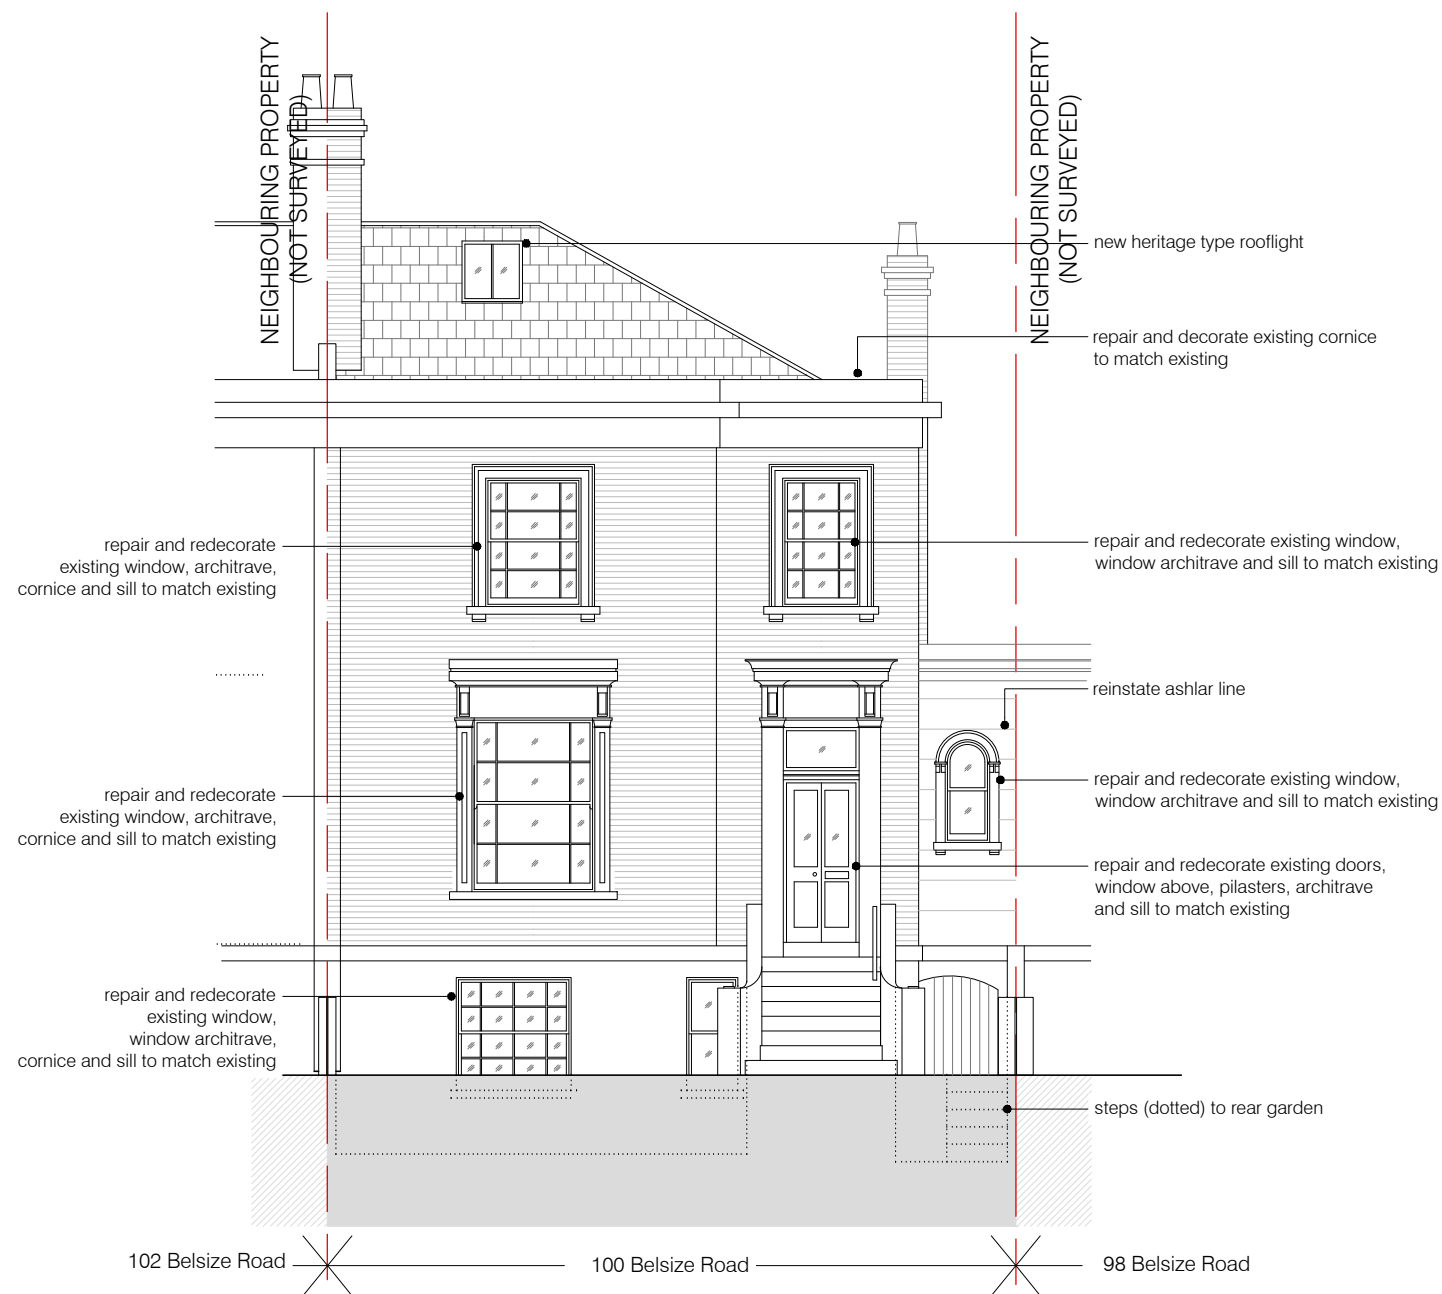 NEIGHBOURING PROPERTY
(NOT SURVEYED)
NEIGHBOURING PROPERTY
(NOT SURVEYED)
new heritage type rooflight
repair and decorate existing cornice
to match existing
repair and redecorate
existing window, architrave,
cornice and sill to match existing
repair and redecorate existing window,
window architrave and sill to match existing
reinstate ashlar line
repair and redecorate
existing window, architrave,
cornice and sill to match existing
repair and redecorate existing window,
window architrave and sill to match existing
repair and redecorate existing doors,
window above, pilasters, architrave
and sill to match existing
repair and redecorate
existing window,
window architrave,
cornice and sill to match existing
steps (dotted) to rear garden
102 Belsize Road
100 Belsize Road
98 Belsize Road